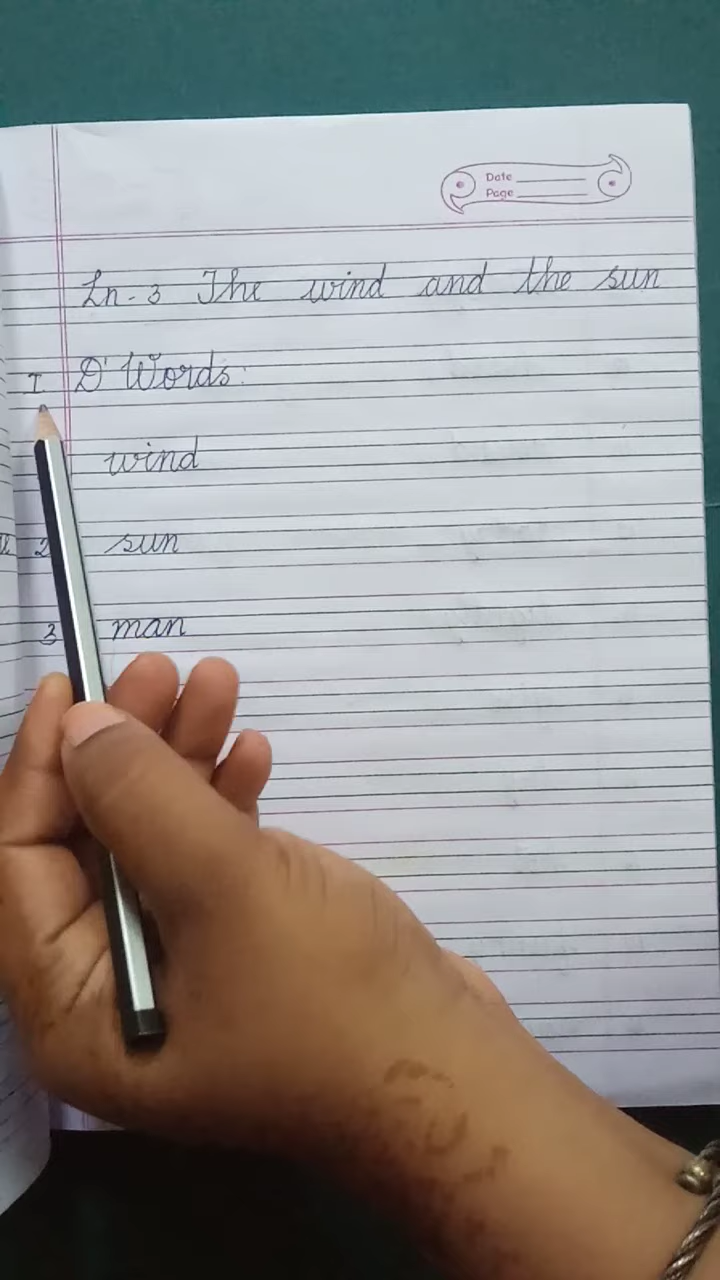 Date
Page
Ln-3 The wind and the sun
I D'Words:
wind
2 sun
3 man